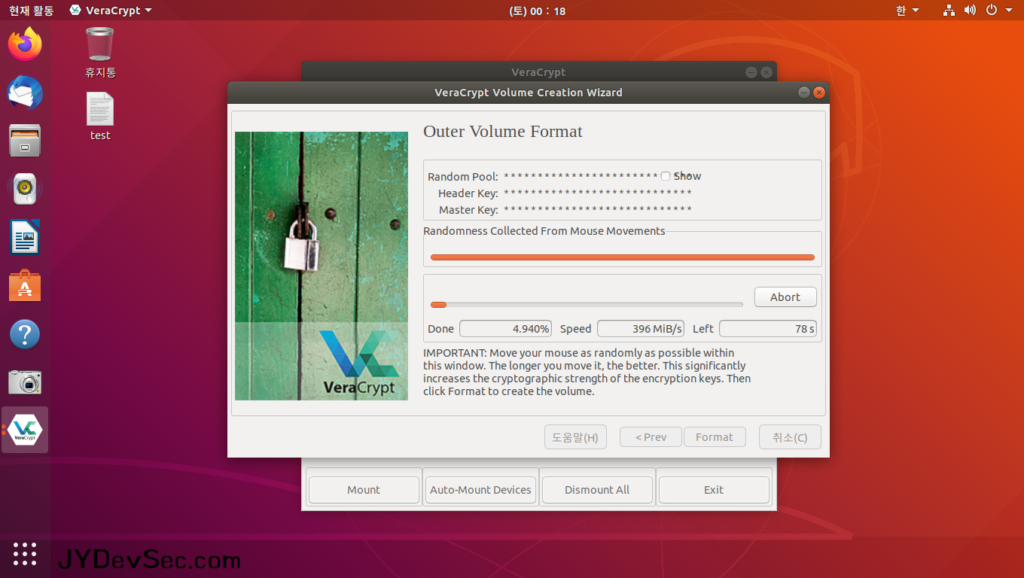 현재 활동 VeraCrypt (토) 00 : 18 한
휴지통
test
VeraCrypt
VeraCrypt Volume Creation Wizard
Outer Volume Format
Random Pool: *********************** Show
Header Key: ****************************
Master Key: ****************************
Randomness Collected From Mouse Movements
Abort
Done 4.940% Speed 396 MiB/s Left 78 s
IMPORTANT: Move your mouse as randomly as possible within
this window. The longer you move it, the better. This significantly
increases the cryptographic strength of the encryption keys. Then
click Format to create the volume.
VeraCrypt
VeraCrypt
도움말(H) < Prev Format 취소(C)
Mount Auto-Mount Devices Dismount All Exit
JYDevSec.com